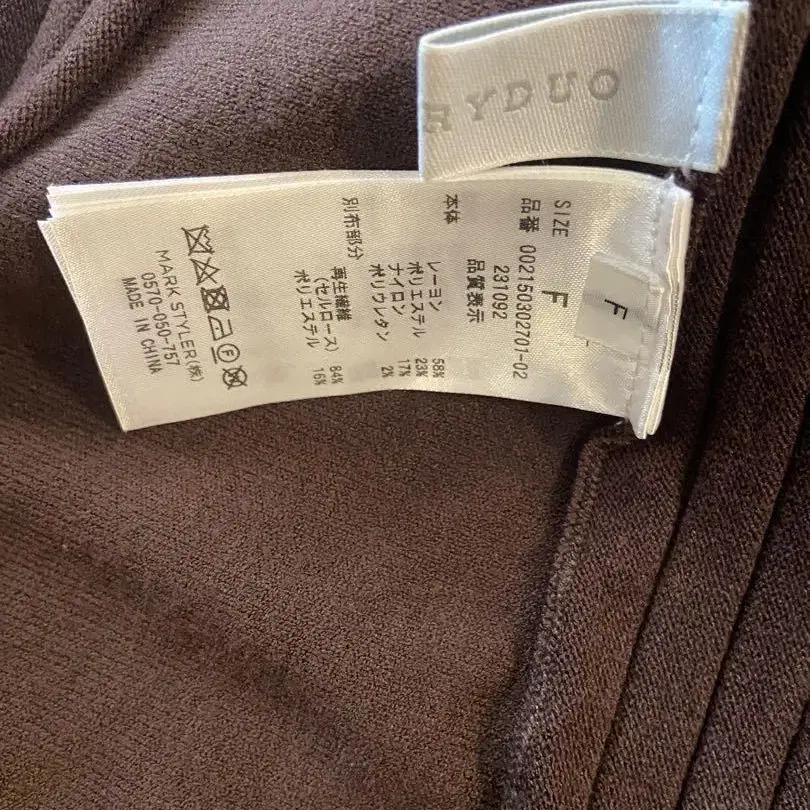 RYDUO
F
SIZE F
品番 002150302701-02
231092
品質表示
本体
レーヨン 58%
ポリエステル 23%
ナイロン 17%
ポリウレタン 2%
別布部分
再生繊維 84%
(セルロース)
ポリエステル 16%
MARK STYLER(株)
0570-050-757
MADE IN CHINA